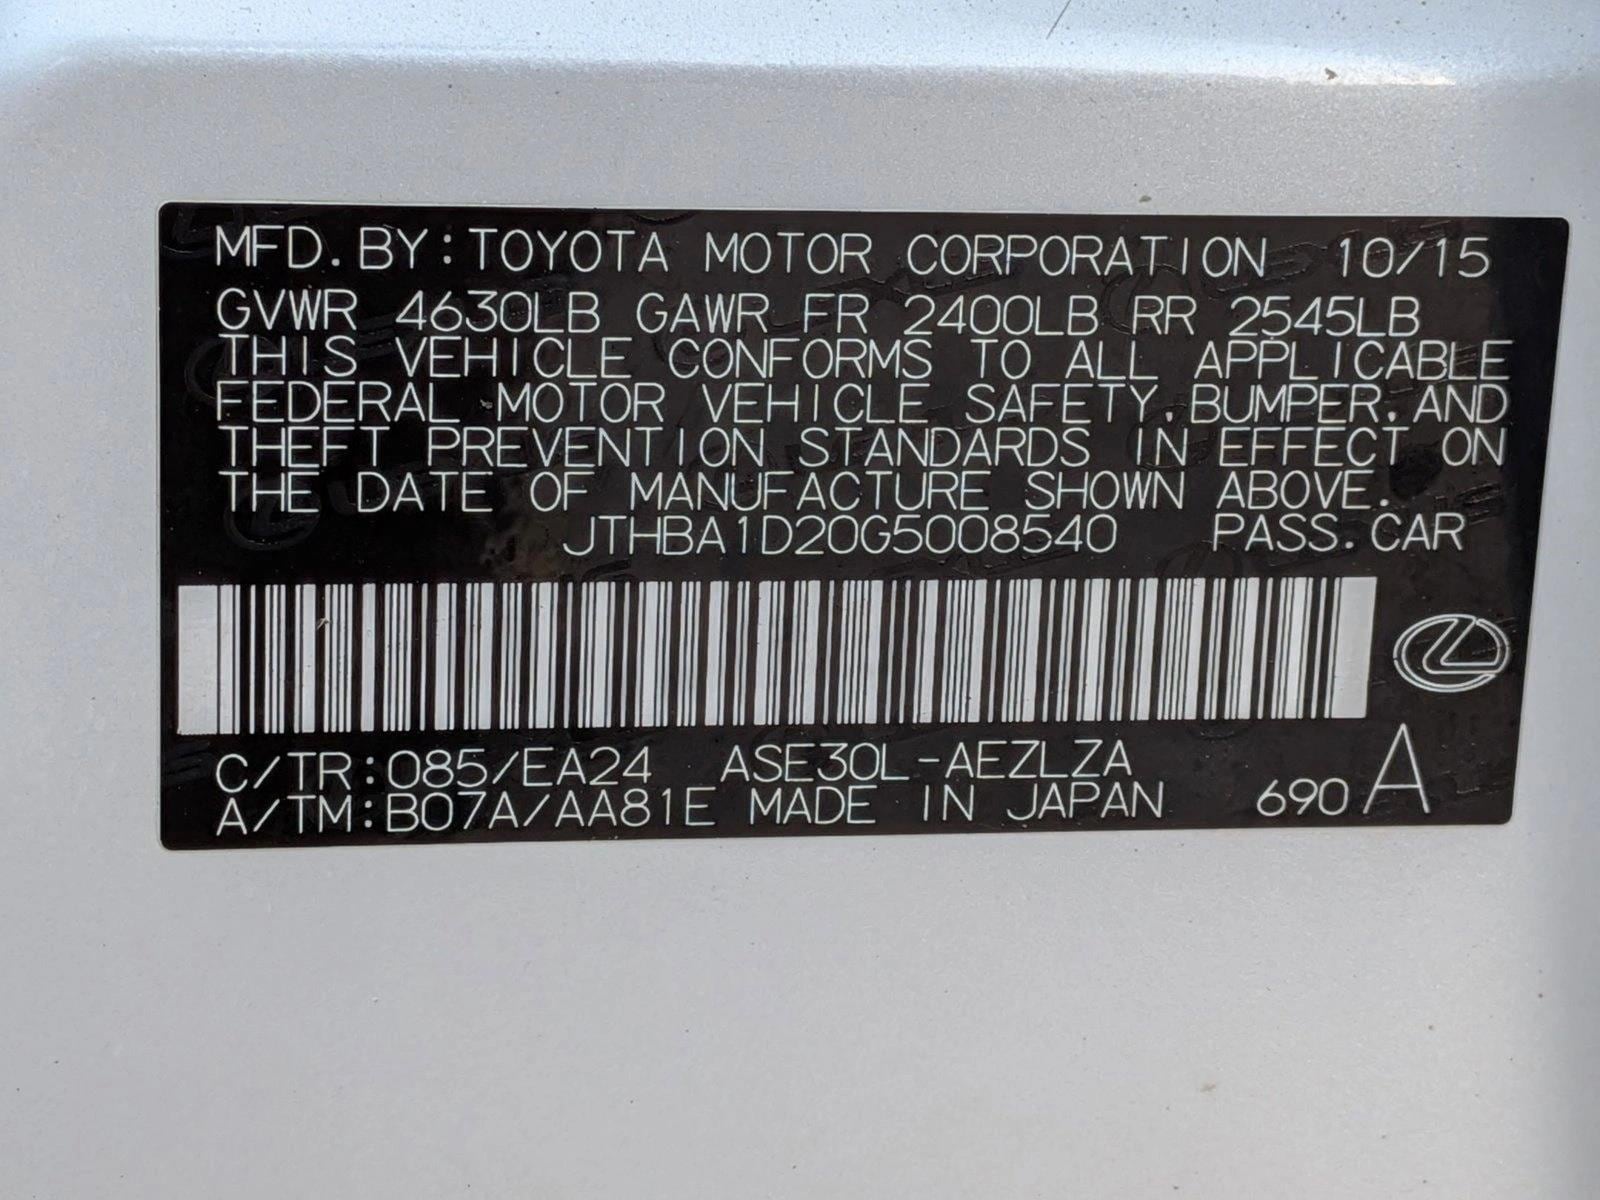 MFD. BY: TOYOTA MOTOR CORPORATION 10/15
GVWR 4630LB GAWR FR 2400LB RR 2545LB
THIS VEHICLE CONFORMS TO ALL APPLICABLE
FEDERAL MOTOR VEHICLE SAFETY, BUMPER, AND
THEFT PREVENTION STANDARDS IN EFFECT ON
THE DATE OF MANUFACTURE SHOWN ABOVE.
JTHBA1D20G5008540 PASS. CAR
C/TR: 085/EA24 ASE30L-AEZLZA
A/TM: B07A/AA81E MADE IN JAPAN 690 A